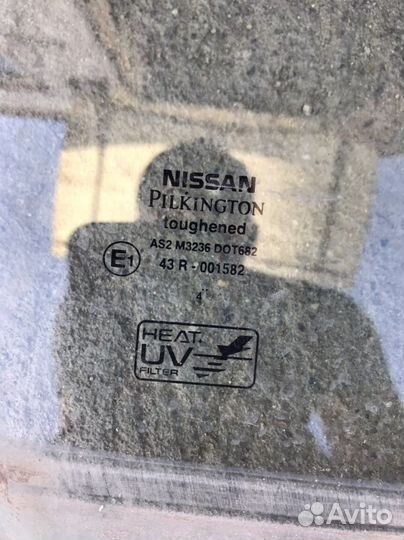 NISSAN
PILKINGTON
toughened
AS2 M3236 DOT682
E1 43 R - 001582
4
HEAT
UV
FILTER
Avito